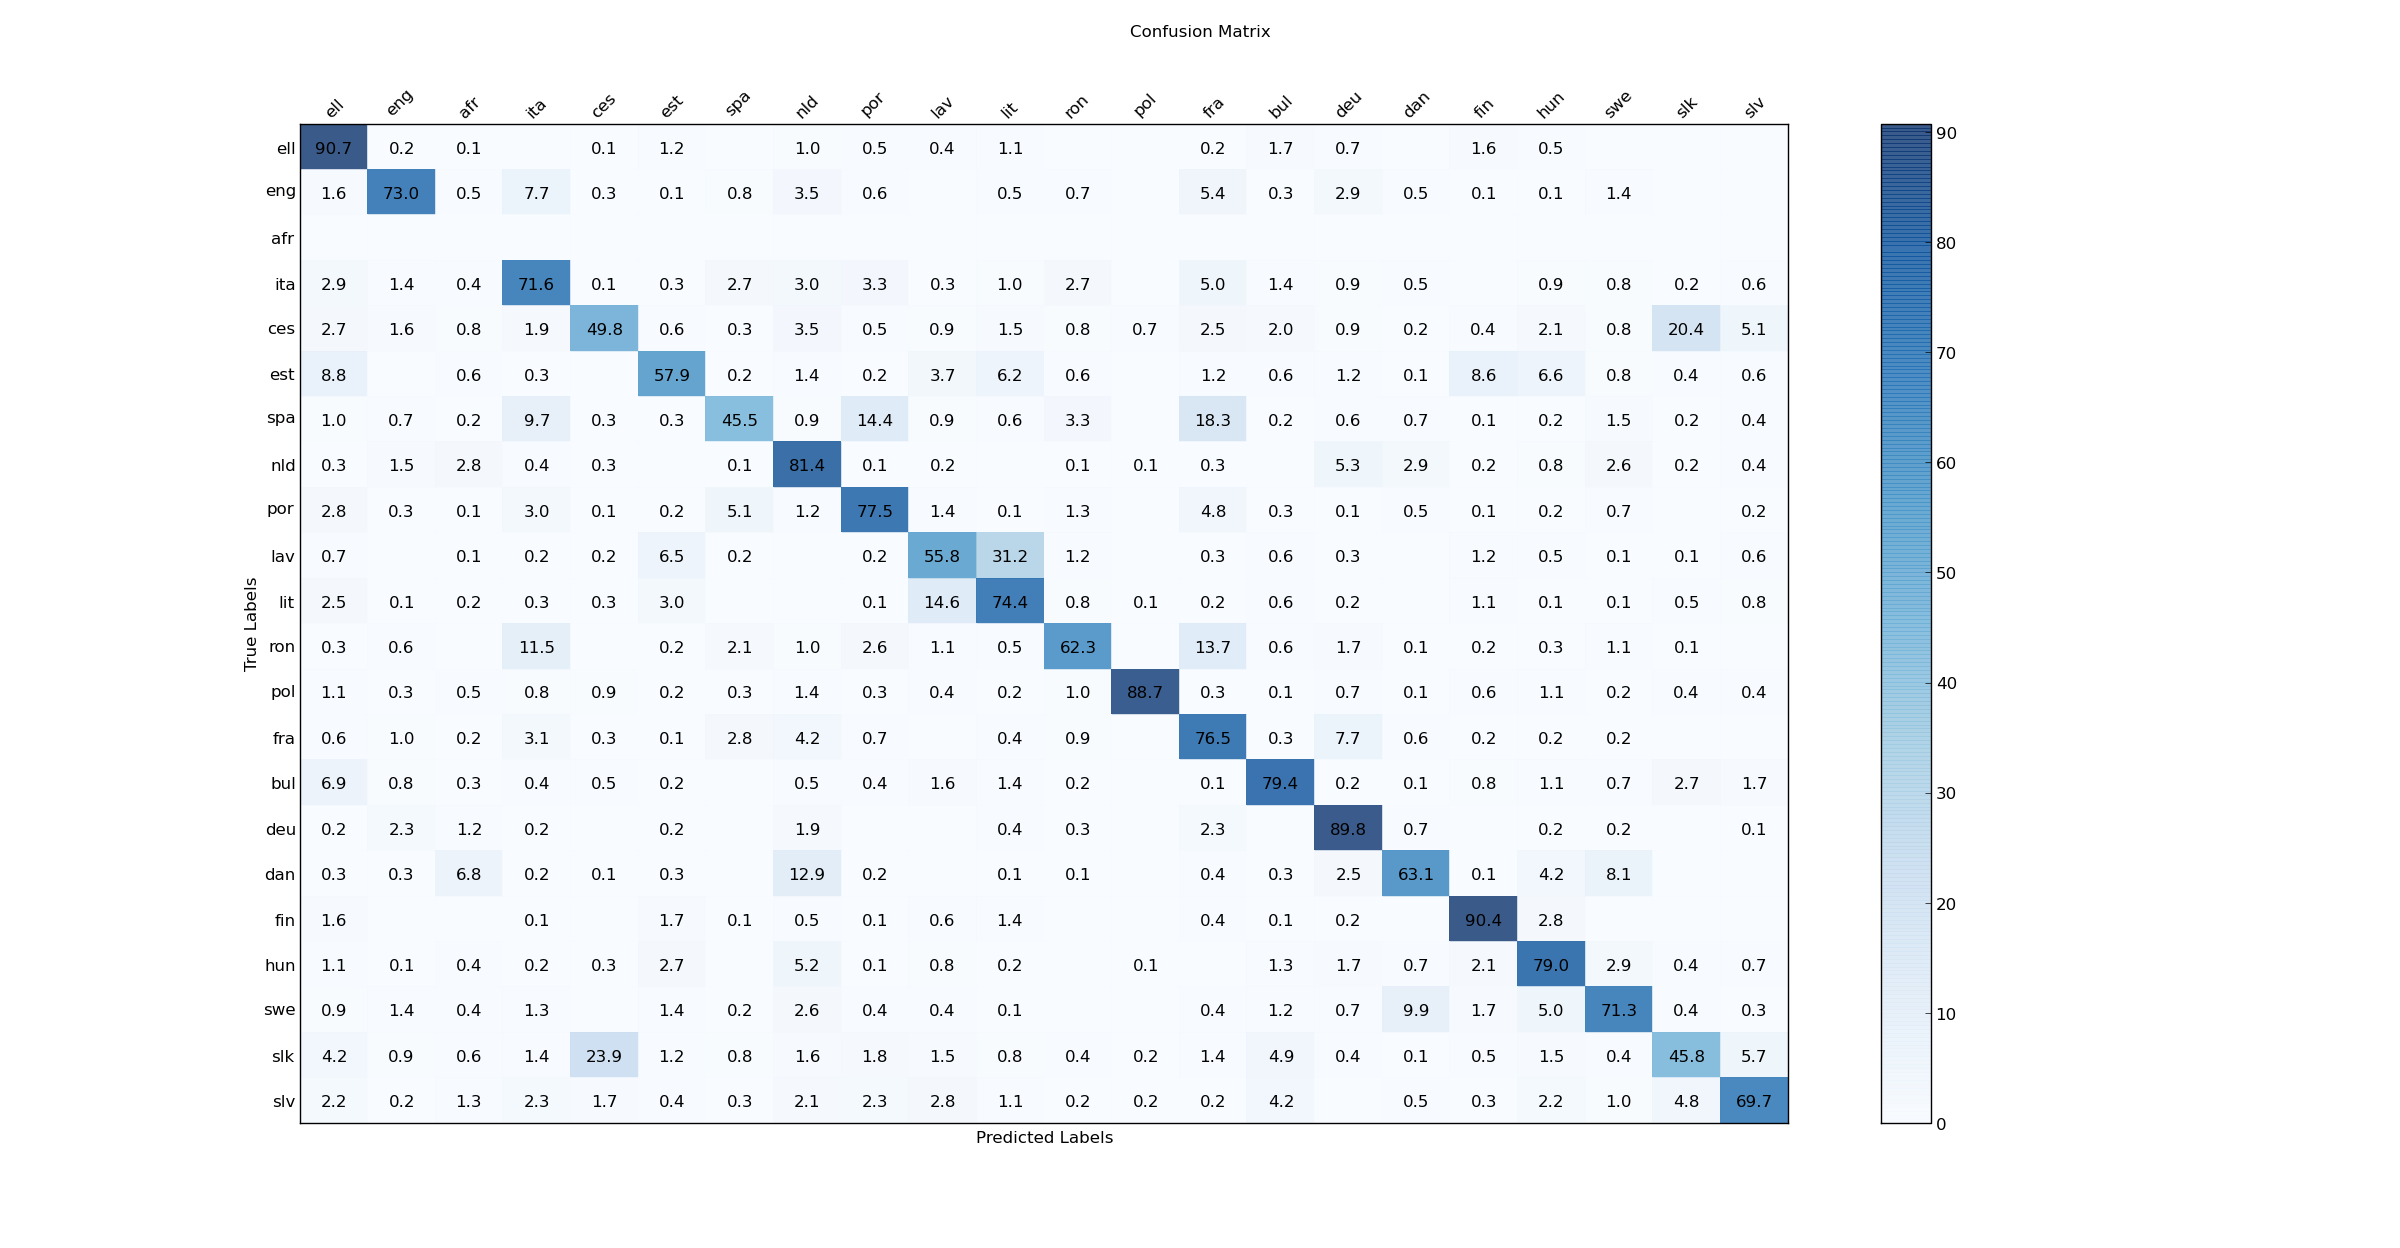 Confusion Matrix
ell eng afr ita ces est spa nld por lav lit ron pol fra bul deu dan fin hun swe slk slv
ell 90.7 0.2 0.1 0.1 1.2 1.0 0.5 0.4 1.1 0.2 1.7 0.7 1.6 0.5
eng 1.6 73.0 0.5 7.7 0.3 0.1 0.8 3.5 0.6 0.5 0.7 5.4 0.3 2.9 0.5 0.1 0.1 1.4
afr
ita 2.9 1.4 0.4 71.6 0.1 0.3 2.7 3.0 3.3 0.3 1.0 2.7 5.0 1.4 0.9 0.5 0.9 0.8 0.2 0.6
ces 2.7 1.6 0.8 1.9 49.8 0.6 0.3 3.5 0.5 0.9 1.5 0.8 0.7 2.5 2.0 0.9 0.2 0.4 2.1 0.8 20.4 5.1
est 8.8 0.6 0.3 57.9 0.2 1.4 0.2 3.7 6.2 0.6 1.2 0.6 1.2 0.1 8.6 6.6 0.8 0.4 0.6
spa 1.0 0.7 0.2 9.7 0.3 0.3 45.5 0.9 14.4 0.9 0.6 3.3 18.3 0.2 0.6 0.7 0.1 0.2 1.5 0.2 0.4
nld 0.3 1.5 2.8 0.4 0.3 0.1 81.4 0.1 0.2 0.1 0.1 0.3 5.3 2.9 0.2 0.8 2.6 0.2 0.4
por 2.8 0.3 0.1 3.0 0.1 0.2 5.1 1.2 77.5 1.4 0.1 1.3 4.8 0.3 0.1 0.5 0.1 0.2 0.7 0.2
lav 0.7 0.1 0.2 0.2 6.5 0.2 0.2 55.8 31.2 1.2 0.3 0.6 0.3 1.2 0.5 0.1 0.1 0.6
lit 2.5 0.1 0.2 0.3 0.3 3.0 0.1 14.6 74.4 0.8 0.1 0.2 0.6 0.2 1.1 0.1 0.1 0.5 0.8
ron 0.3 0.6 11.5 0.2 2.1 1.0 2.6 1.1 0.5 62.3 13.7 0.6 1.7 0.1 0.2 0.3 1.1 0.1
pol 1.1 0.3 0.5 0.8 0.9 0.2 0.3 1.4 0.3 0.4 0.2 1.0 88.7 0.3 0.1 0.7 0.1 0.6 1.1 0.2 0.4 0.4
fra 0.6 1.0 0.2 3.1 0.3 0.1 2.8 4.2 0.7 0.4 0.9 76.5 0.3 7.7 0.6 0.2 0.2 0.2
bul 6.9 0.8 0.3 0.4 0.5 0.2 0.5 0.4 1.6 1.4 0.2 0.1 79.4 0.2 0.1 0.8 1.1 0.7 2.7 1.7
deu 0.2 2.3 1.2 0.2 0.2 1.9 0.4 0.3 2.3 89.8 0.7 0.2 0.2 0.1
dan 0.3 0.3 6.8 0.2 0.1 0.3 12.9 0.2 0.1 0.1 0.4 0.3 2.5 63.1 0.1 4.2 8.1
fin 1.6 0.1 1.7 0.1 0.5 0.1 0.6 1.4 0.4 0.1 0.2 90.4 2.8
hun 1.1 0.1 0.4 0.2 0.3 2.7 5.2 0.1 0.8 0.2 0.1 1.3 1.7 0.7 2.1 79.0 2.9 0.4 0.7
swe 0.9 1.4 0.4 1.3 1.4 0.2 2.6 0.4 0.4 0.1 0.4 1.2 0.7 9.9 1.7 5.0 71.3 0.4 0.3
slk 4.2 0.9 0.6 1.4 23.9 1.2 0.8 1.6 1.8 1.5 0.8 0.4 0.2 1.4 4.9 0.4 0.1 0.5 1.5 0.4 45.8 5.7
slv 2.2 0.2 1.3 2.3 1.7 0.4 0.3 2.1 2.3 2.8 1.1 0.2 0.2 0.2 4.2 0.5 0.3 2.2 1.0 4.8 69.7
True Labels
Predicted Labels
90
80
70
60
50
40
30
20
10
0